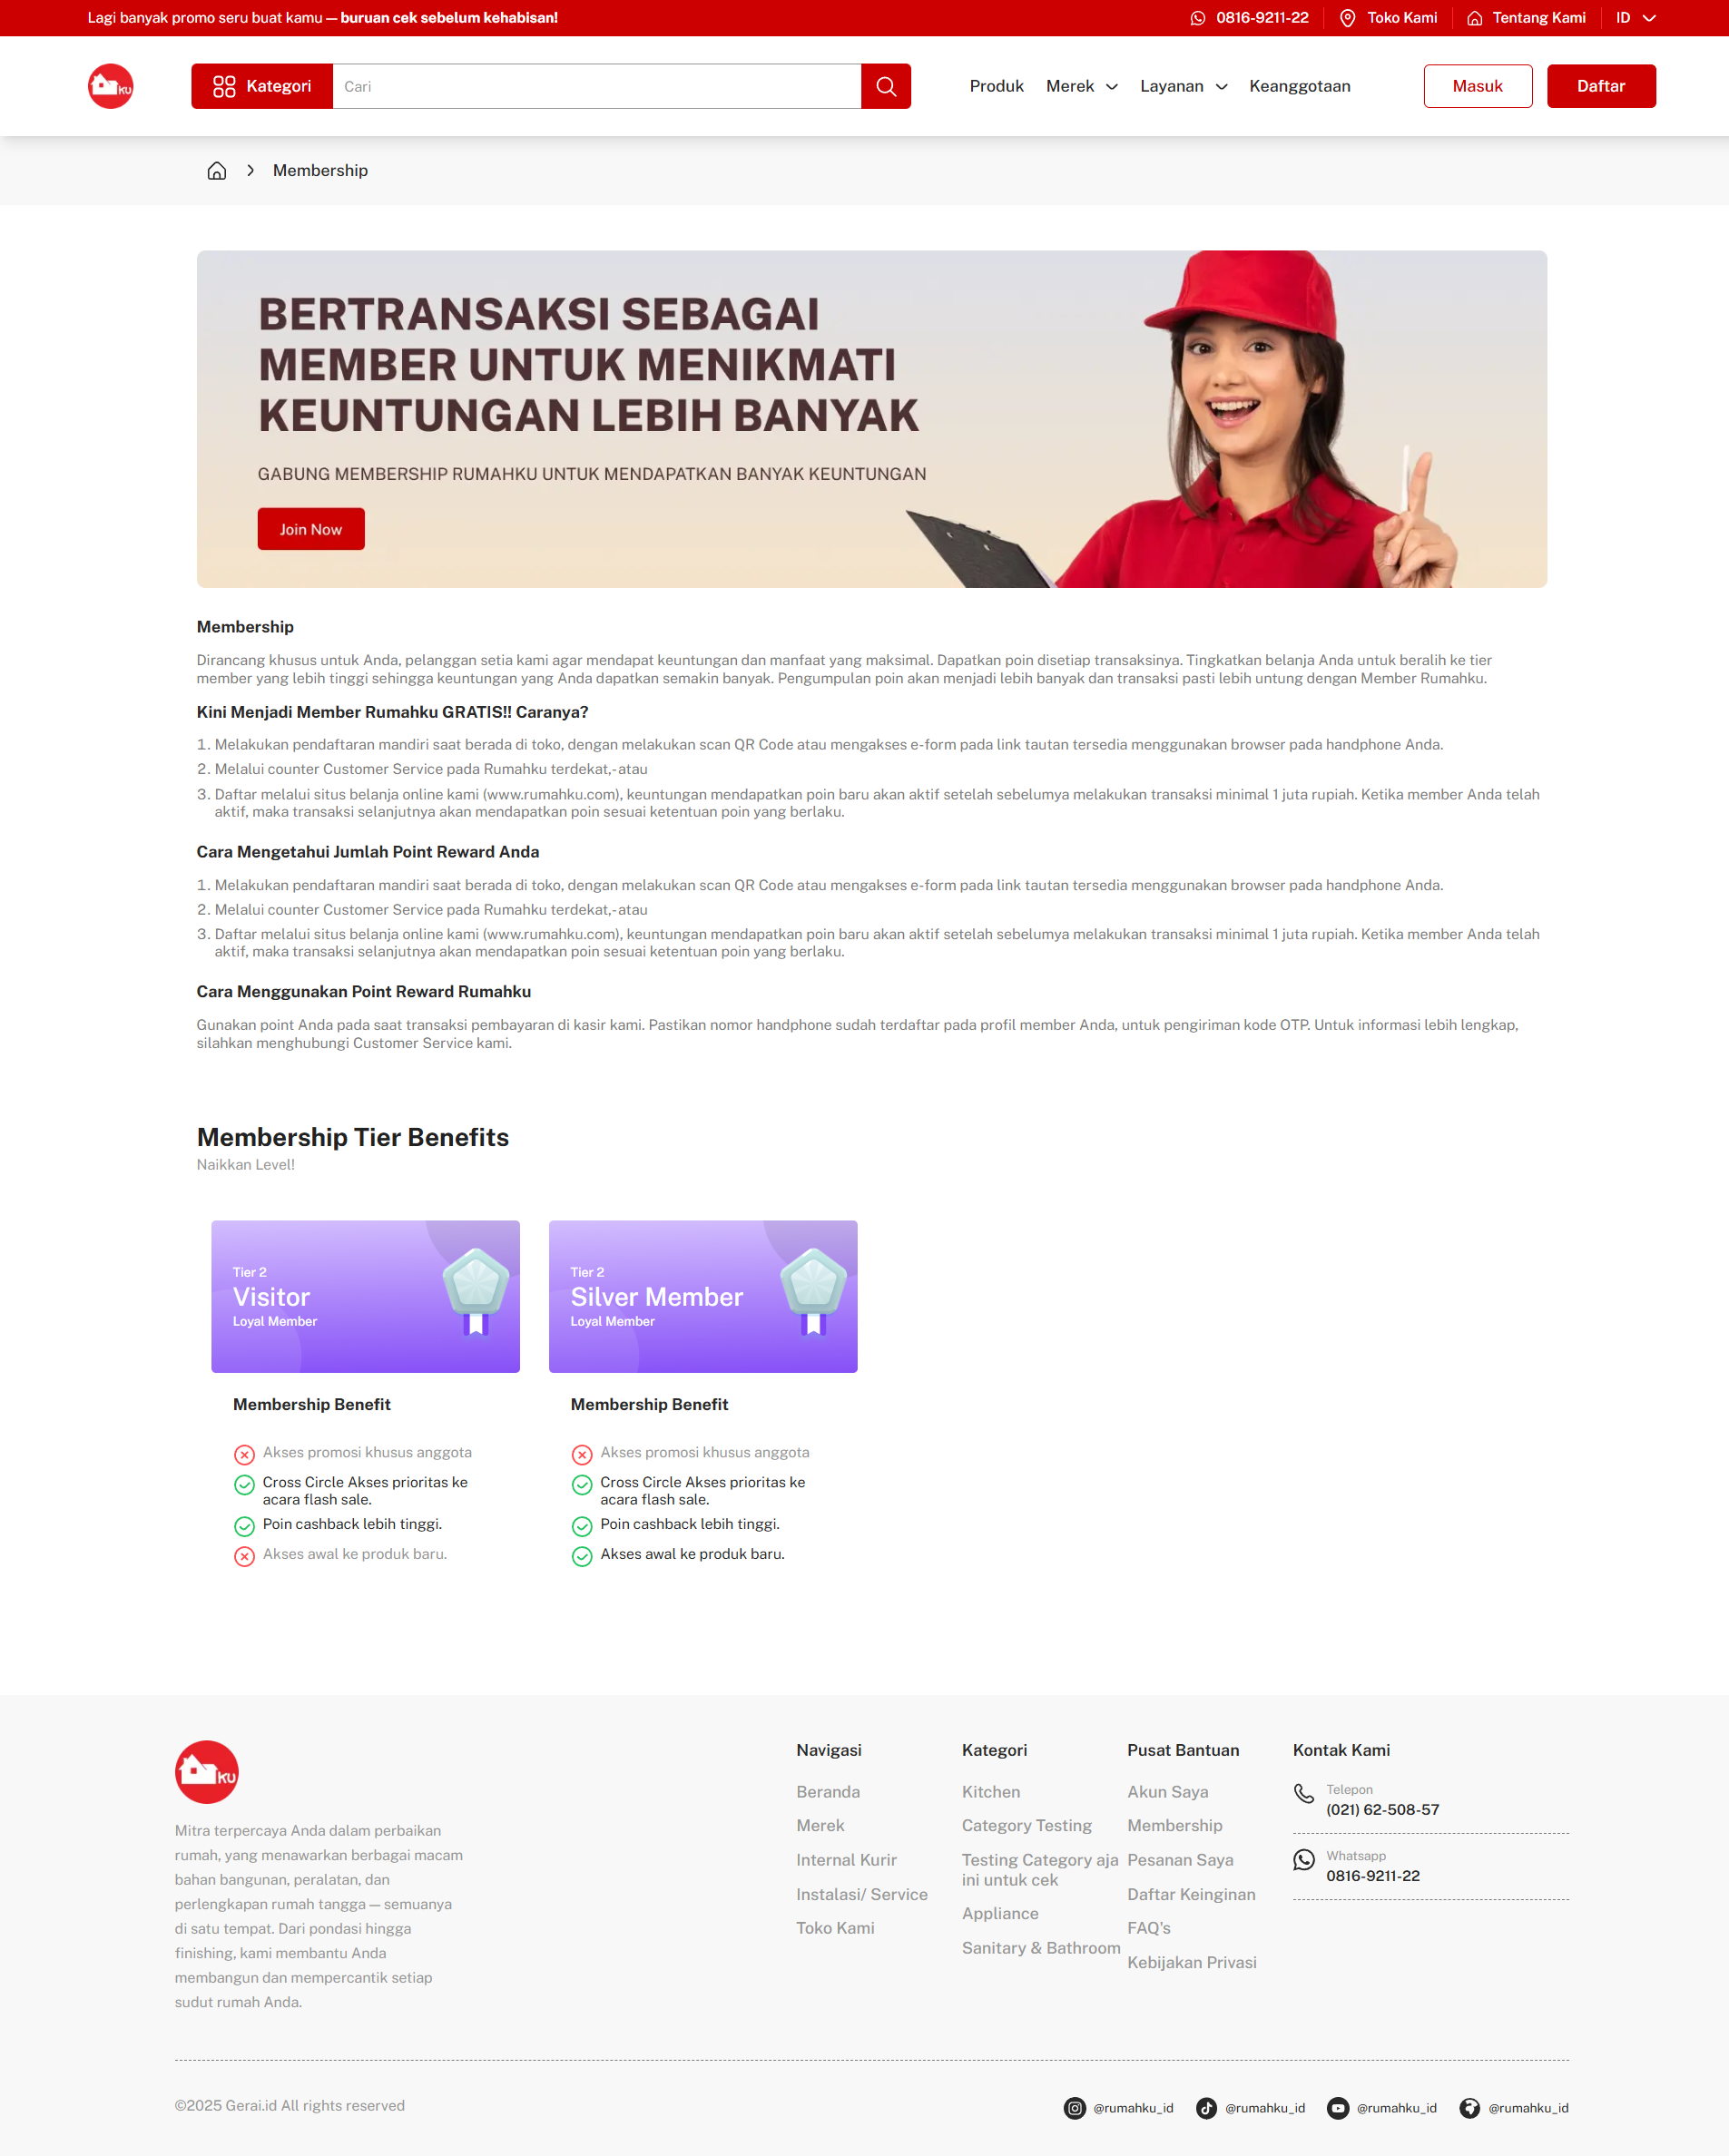 Lagi banyak promo seru buat kamu — buruan cek sebelum kehabisan!
0816-9211-22
Toko Kami
Tentang Kami
ID
KU
Kategori
Cari
Produk
Merek
Layanan
Keanggotaan
Masuk
Daftar
Membership
BERTRANSAKSI SEBAGAI
MEMBER UNTUK MENIKMATI
KEUNTUNGAN LEBIH BANYAK
GABUNG MEMBERSHIP RUMAHKU UNTUK MENDAPATKAN BANYAK KEUNTUNGAN
Join Now
Membership
Dirancang khusus untuk Anda, pelanggan setia kami agar mendapat keuntungan dan manfaat yang maksimal. Dapatkan poin disetiap transaksinya. Tingkatkan belanja Anda untuk beralih ke tier
member yang lebih tinggi sehingga keuntungan yang Anda dapatkan semakin banyak. Pengumpulan poin akan menjadi lebih banyak dan transaksi pasti lebih untung dengan Member Rumahku.
Kini Menjadi Member Rumahku GRATIS!! Caranya?
1. Melakukan pendaftaran mandiri saat berada di toko, dengan melakukan scan QR Code atau mengakses e-form pada link tautan tersedia menggunakan browser pada handphone Anda.
2. Melalui counter Customer Service pada Rumahku terdekat,- atau
3. Daftar melalui situs belanja online kami (www.rumahku.com), keuntungan mendapatkan poin baru akan aktif setelah sebelumya melakukan transaksi minimal 1 juta rupiah. Ketika member Anda telah
aktif, maka transaksi selanjutnya akan mendapatkan poin sesuai ketentuan poin yang berlaku.
Cara Mengetahui Jumlah Point Reward Anda
1. Melakukan pendaftaran mandiri saat berada di toko, dengan melakukan scan QR Code atau mengakses e-form pada link tautan tersedia menggunakan browser pada handphone Anda.
2. Melalui counter Customer Service pada Rumahku terdekat,- atau
3. Daftar melalui situs belanja online kami (www.rumahku.com), keuntungan mendapatkan poin baru akan aktif setelah sebelumya melakukan transaksi minimal 1 juta rupiah. Ketika member Anda telah
aktif, maka transaksi selanjutnya akan mendapatkan poin sesuai ketentuan poin yang berlaku.
Cara Menggunakan Point Reward Rumahku
Gunakan point Anda pada saat transaksi pembayaran di kasir kami. Pastikan nomor handphone sudah terdaftar pada profil member Anda, untuk pengiriman kode OTP. Untuk informasi lebih lengkap,
silahkan menghubungi Customer Service kami.
Membership Tier Benefits
Naikkan Level!
Tier 2
Visitor
Loyal Member
Membership Benefit
Akses promosi khusus anggota
Cross Circle Akses prioritas ke
acara flash sale.
Poin cashback lebih tinggi.
Akses awal ke produk baru.
Tier 2
Silver Member
Loyal Member
Membership Benefit
Akses promosi khusus anggota
Cross Circle Akses prioritas ke
acara flash sale.
Poin cashback lebih tinggi.
Akses awal ke produk baru.
KU
Mitra terpercaya Anda dalam perbaikan
rumah, yang menawarkan berbagai macam
bahan bangunan, peralatan, dan
perlengkapan rumah tangga — semuanya
di satu tempat. Dari pondasi hingga
finishing, kami membantu Anda
membangun dan mempercantik setiap
sudut rumah Anda.
Navigasi
Beranda
Merek
Internal Kurir
Instalasi/ Service
Toko Kami
Kategori
Kitchen
Category Testing
Testing Category aja
ini untuk cek
Appliance
Sanitary & Bathroom
Pusat Bantuan
Akun Saya
Membership
Pesanan Saya
Daftar Keinginan
FAQ's
Kebijakan Privasi
Kontak Kami
Telepon
(021) 62-508-57
Whatsapp
0816-9211-22
©2025 Gerai.id All rights reserved
@rumahku_id
@rumahku_id
@rumahku_id
@rumahku_id